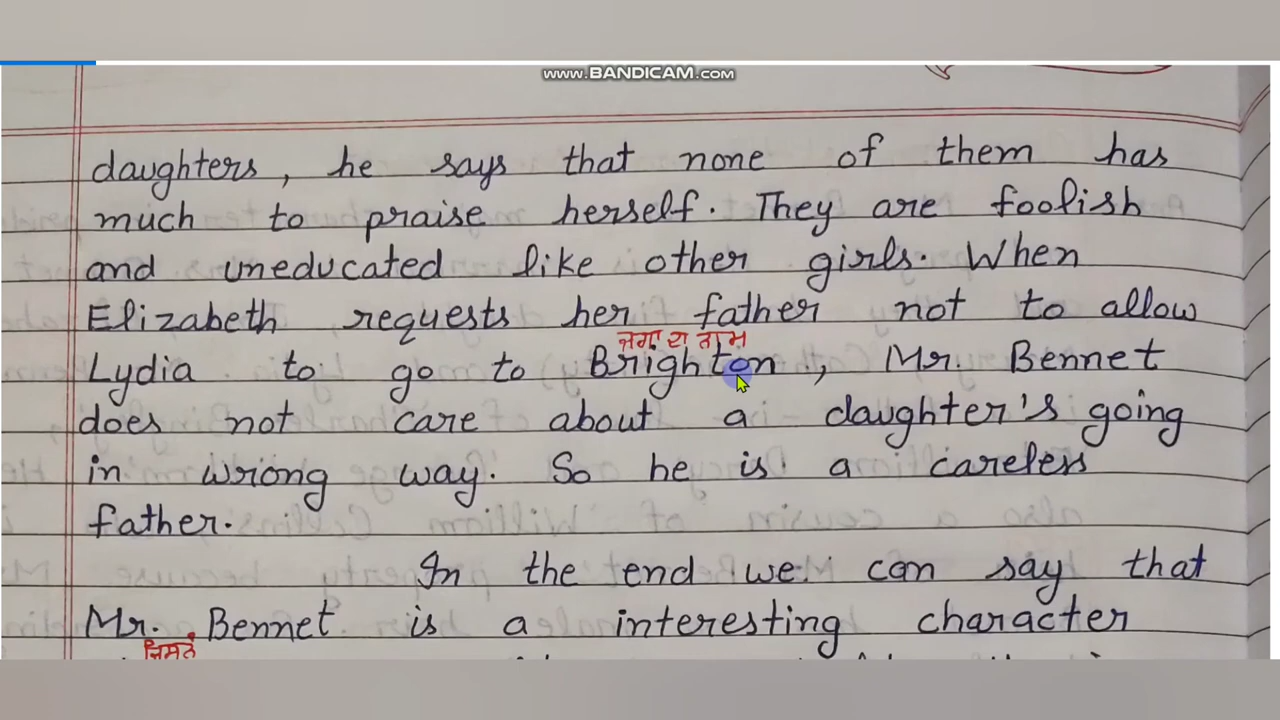 www.BANDICAM.com
daughters, he says that none of them has
much to praise herself. They are foolish
and uneducated like other girls. When
Elizabeth requests her father not to allow
ਜਗਾ ਦਾ ਨਾਮ
Lydia to go to Brighton, Mr. Bennet
does not care about a daughter's going
in wrong way. So he is a careless
father.
In the end we can say that
Mr. Bennet is a interesting character
ਜਿਸਨੇ